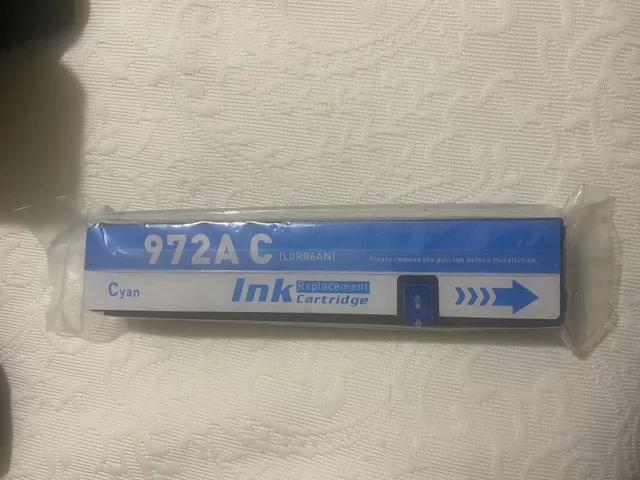 972A C [L0R86AN] Please remove the pull tab before installation.
Cyan Ink Replacement Cartridge